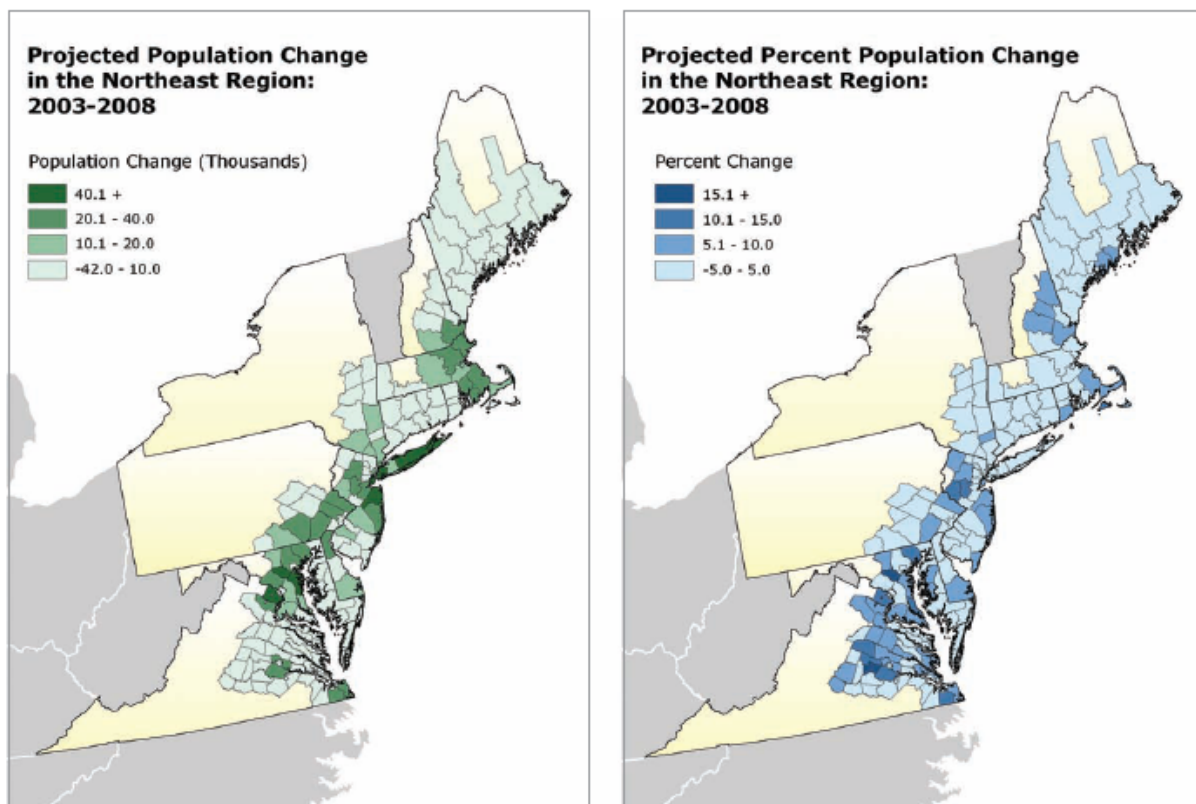 Projected Population Change
in the Northeast Region:
2003-2008
Population Change (Thousands)
40.1 +
20.1 - 40.0
10.1 - 20.0
-42.0 - 10.0
Projected Percent Population Change
in the Northeast Region:
2003-2008
Percent Change
15.1 +
10.1 - 15.0
5.1 - 10.0
-5.0 - 5.0